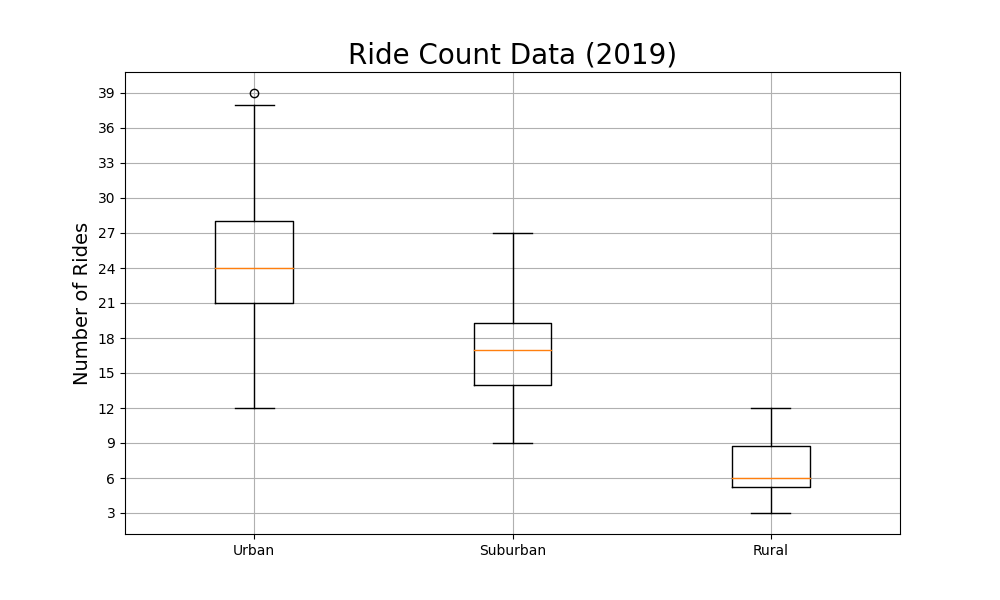 Ride Count Data (2019)
Number of Rides
39
36
33
30
27
24
21
18
15
12
9
6
3
Urban
Suburban
Rural